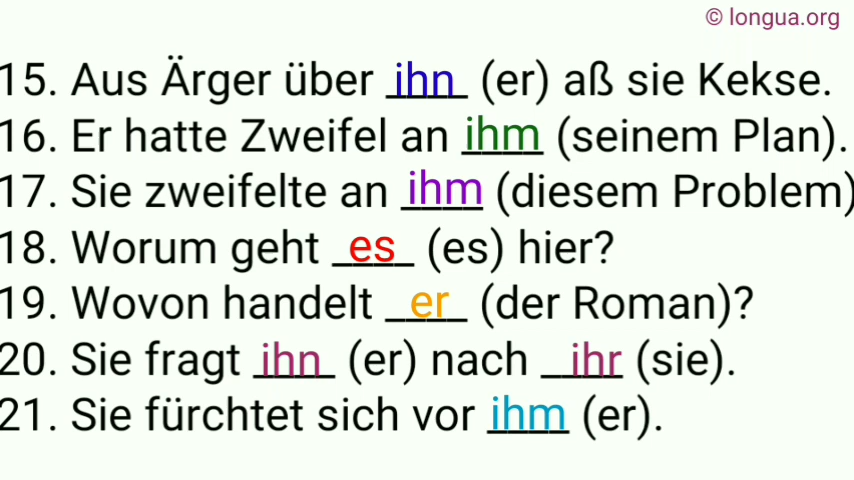 © longua.org
15. Aus Ärger über ihn (er) aß sie Kekse.
16. Er hatte Zweifel an ihm (seinem Plan).
17. Sie zweifelte an ihm (diesem Problem)
18. Worum geht es (es) hier?
19. Wovon handelt er (der Roman)?
20. Sie fragt ihn (er) nach ihr (sie).
21. Sie fürchtet sich vor ihm (er).